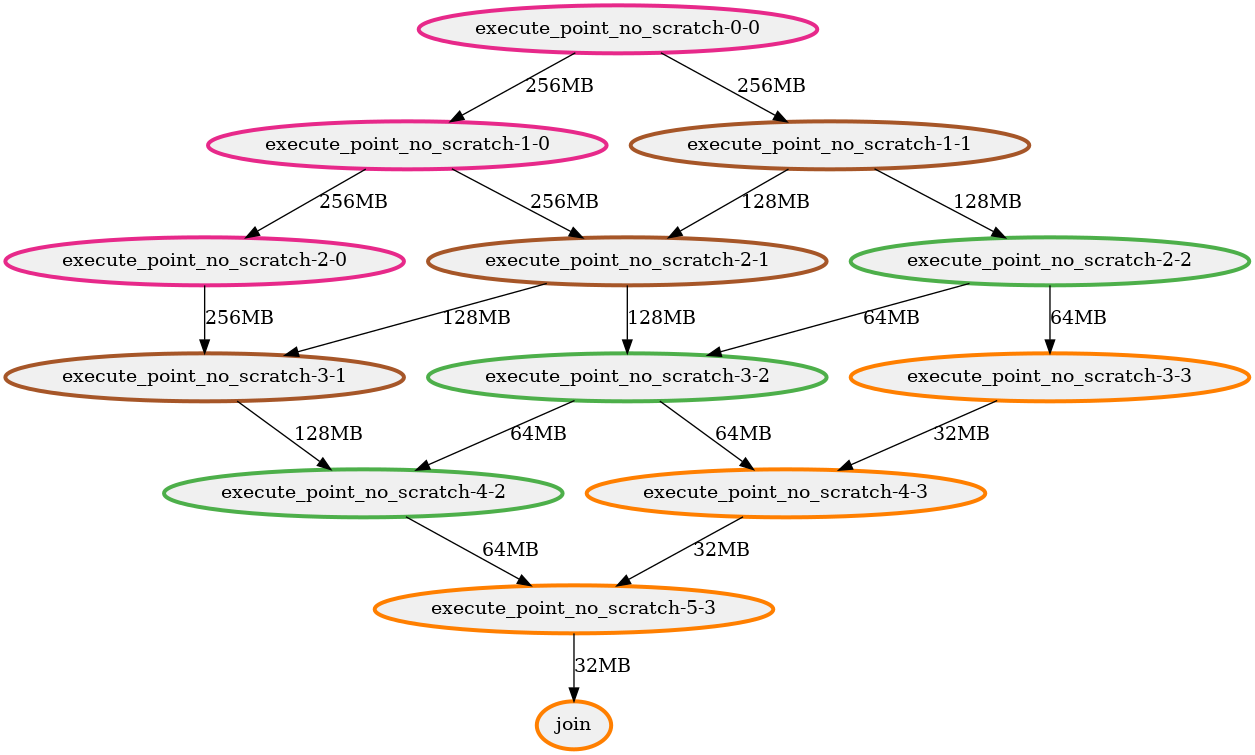 execute_point_no_scratch-0-0
256MB
256MB
execute_point_no_scratch-1-0
execute_point_no_scratch-1-1
256MB
256MB
128MB
128MB
execute_point_no_scratch-2-0
execute_point_no_scratch-2-1
execute_point_no_scratch-2-2
256MB
128MB
128MB
64MB
64MB
execute_point_no_scratch-3-1
execute_point_no_scratch-3-2
execute_point_no_scratch-3-3
128MB
64MB
64MB
32MB
execute_point_no_scratch-4-2
execute_point_no_scratch-4-3
64MB
32MB
execute_point_no_scratch-5-3
32MB
join